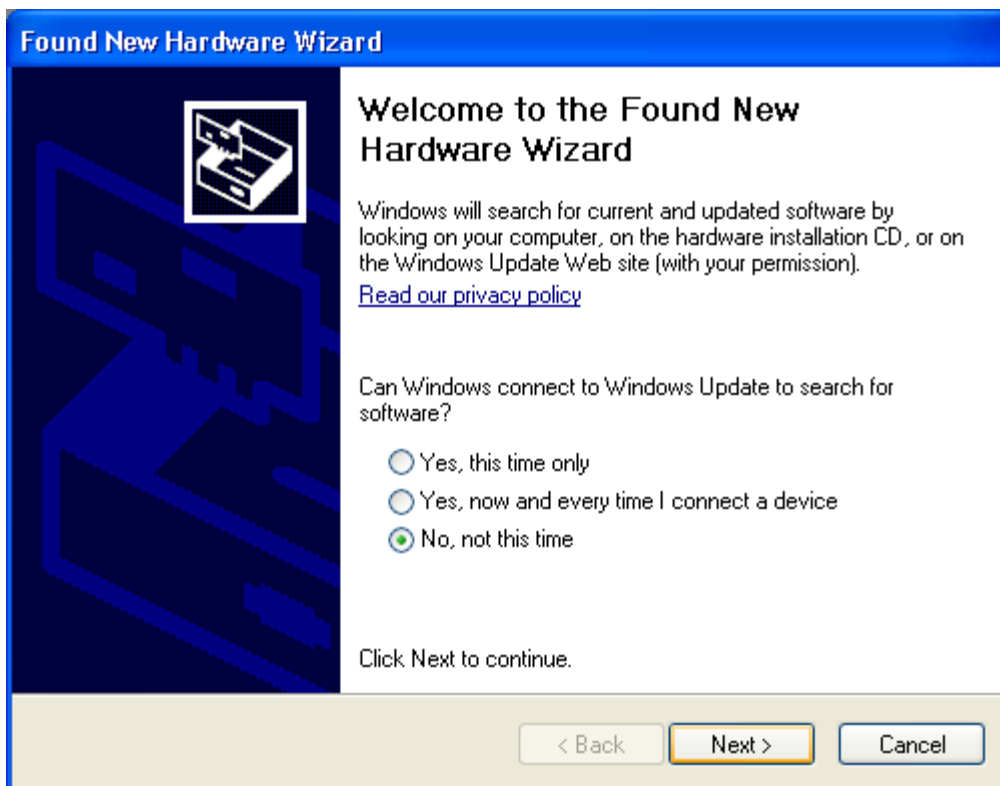 Found New Hardware Wizard
Welcome to the Found New
Hardware Wizard
Windows will search for current and updated software by
looking on your computer, on the hardware installation CD, or on
the Windows Update Web site (with your permission).
Read our privacy policy
Can Windows connect to Windows Update to search for
software?
Yes, this time only
Yes, now and every time I connect a device
No, not this time
Click Next to continue.
< Back
Next >
Cancel